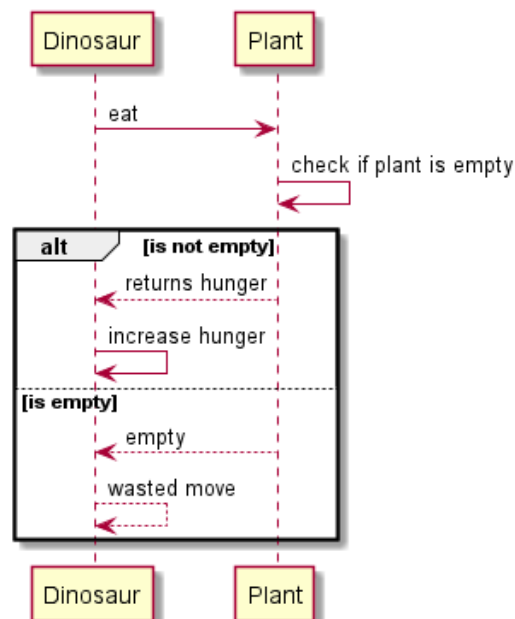 Dinosaur Plant
eat
check if plant is empty
alt [is not empty]
returns hunger
increase hunger
[is empty]
empty
wasted move
Dinosaur Plant